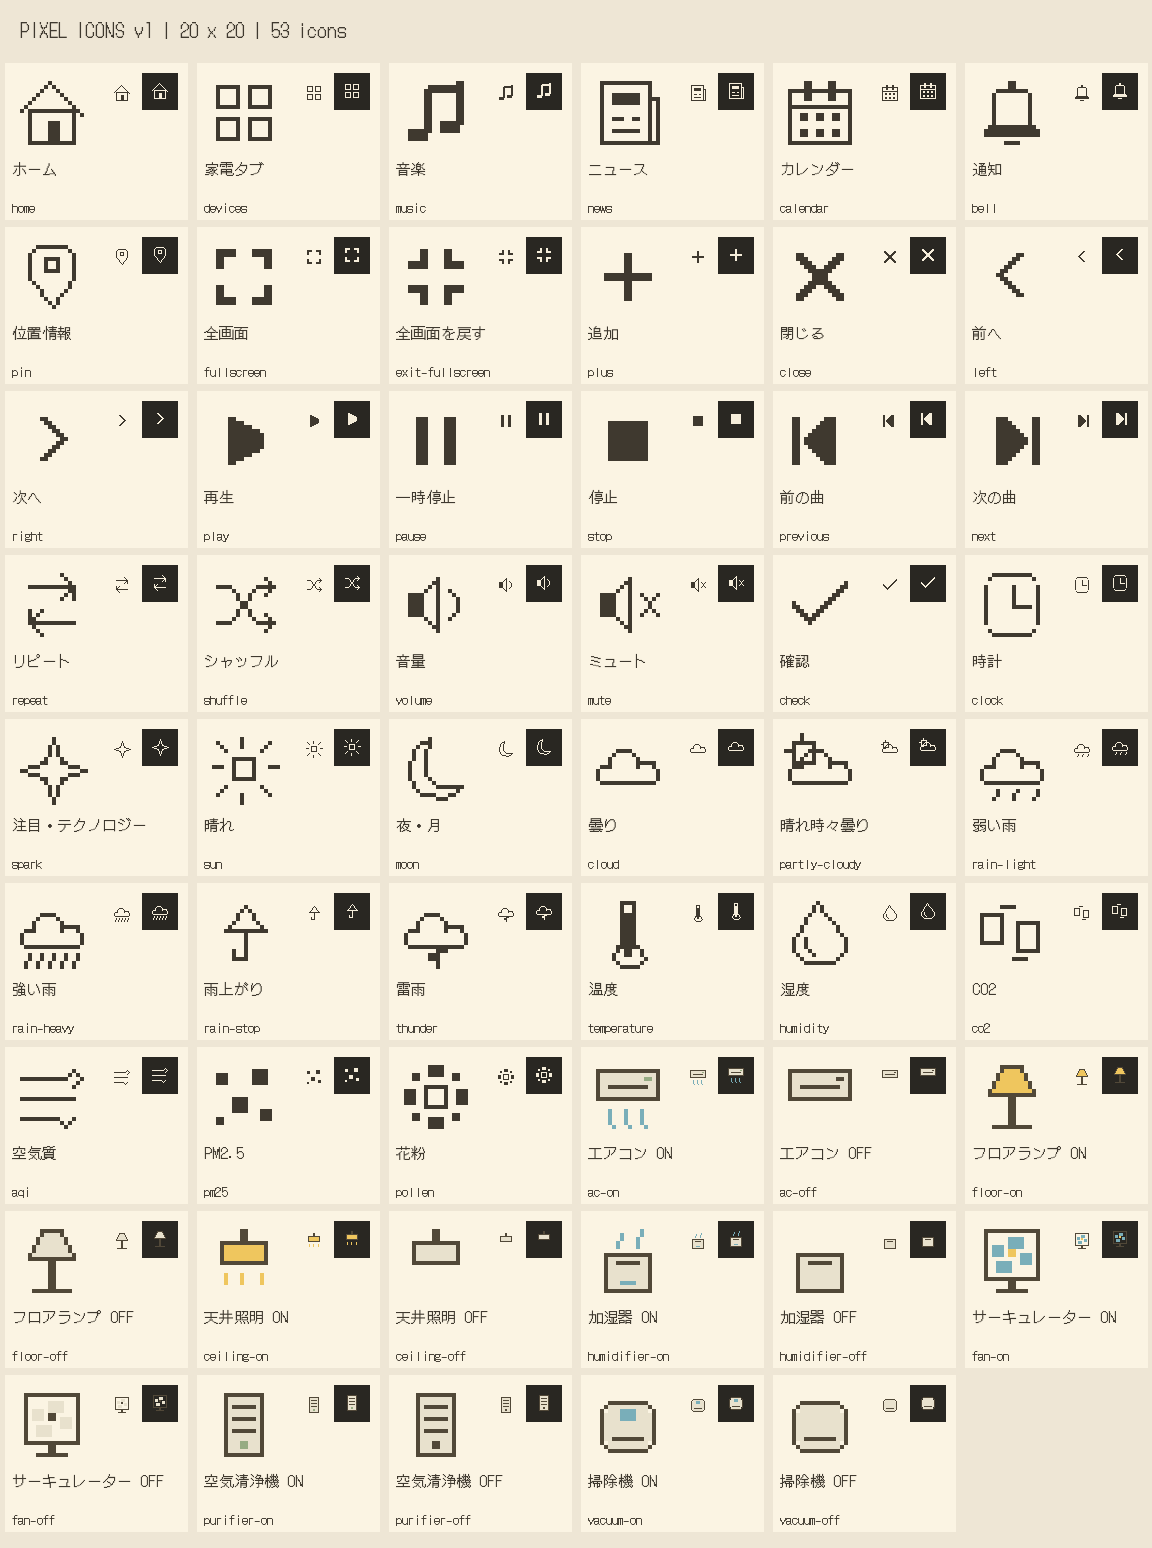 PIXEL ICONS v1 | 20 x 20 | 53 icons
ホーム
home
家電タブ
devices
音楽
music
ニュース
news
カレンダー
calendar
通知
bell
位置情報
pin
全画面
fullscreen
全画面を戻す
exit-fullscreen
追加
plus
閉じる
close
前へ
left
次へ
right
再生
play
一時停止
pause
停止
stop
前の曲
previous
次の曲
next
リピート
repeat
シャッフル
shuffle
音量
volume
ミュート
mute
確認
check
時計
clock
注目・テクノロジー
spark
晴れ
sun
夜・月
moon
曇り
cloud
晴れ時々曇り
partly-cloudy
弱い雨
rain-light
強い雨
rain-heavy
雨上がり
rain-stop
雷雨
thunder
温度
temperature
湿度
humidity
CO2
co2
空気質
aqi
PM2.5
pm25
花粉
pollen
エアコン ON
ac-on
エアコン OFF
ac-off
フロアランプ ON
floor-on
フロアランプ OFF
floor-off
天井照明 ON
ceiling-on
天井照明 OFF
ceiling-off
加湿器 ON
humidifier-on
加湿器 OFF
humidifier-off
サーキュレーター ON
fan-on
サーキュレーター OFF
fan-off
空気清浄機 ON
purifier-on
空気清浄機 OFF
purifier-off
掃除機 ON
vacuum-on
掃除機 OFF
vacuum-off